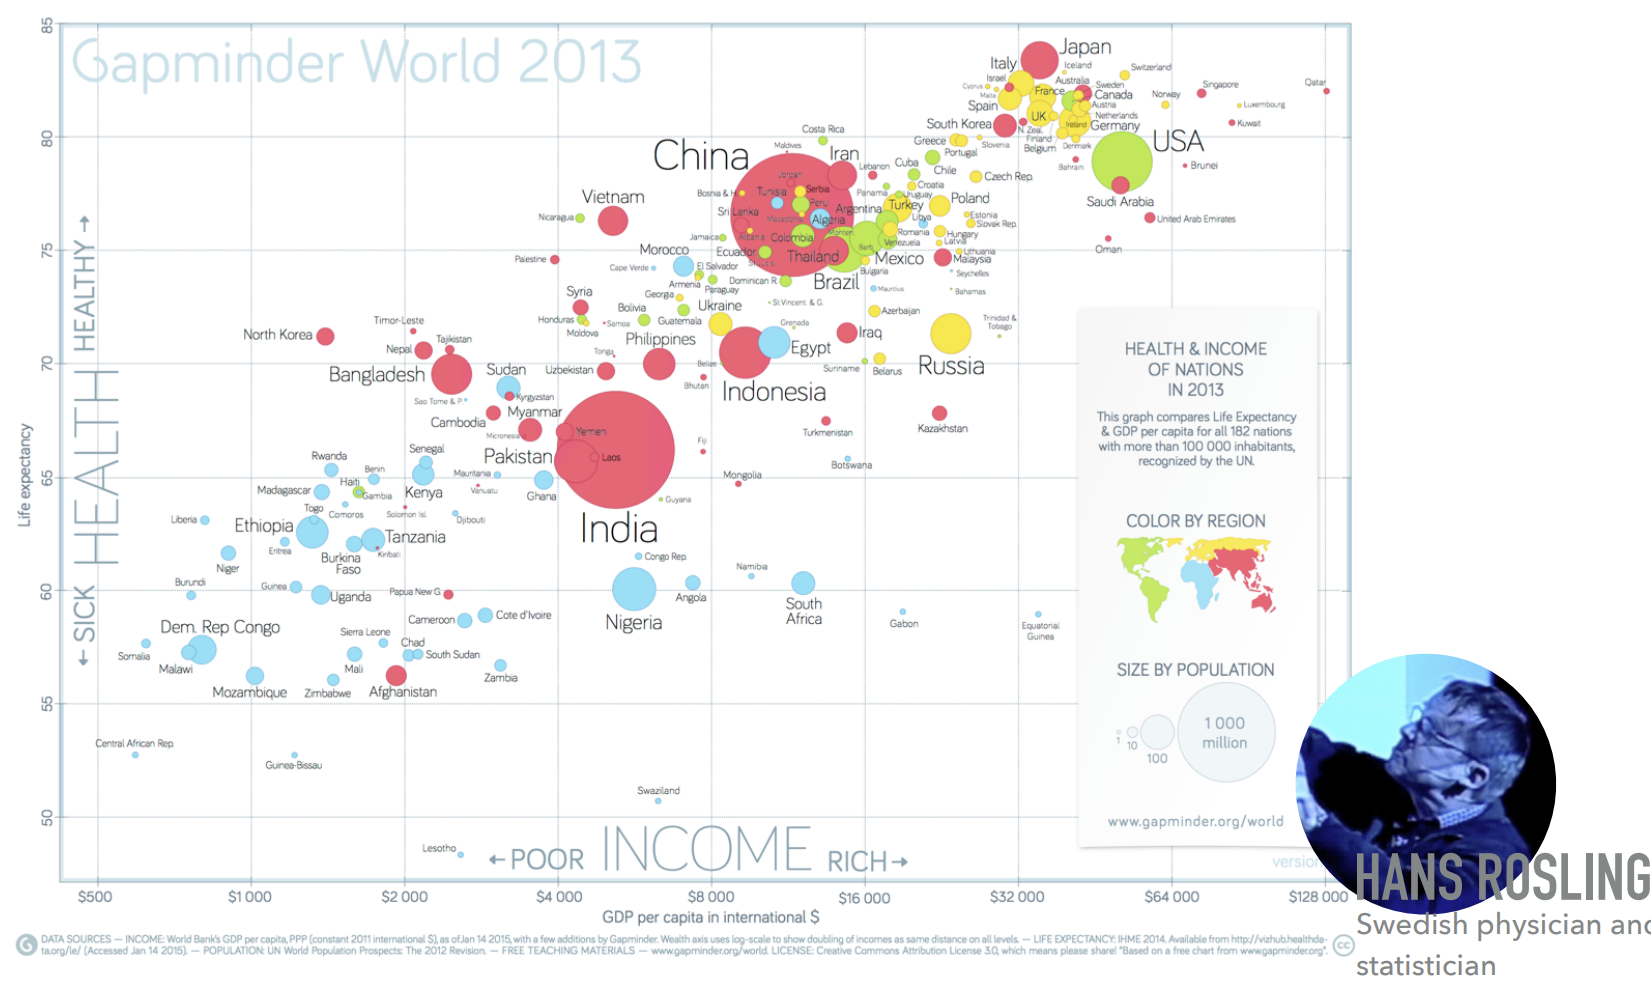 Gapminder World 2013
85
80
75
70
65
60
55
50
Life expectancy
← SICK HEALTH HEALTHY →
Japan
Italy
Iceland
Switzerland
Israel
Australia
Sweden
Singapore
Qatar
Cyprus
Malta
France
Canada
Norway
Luxembourg
Spain
Austria
UK
Ireland
Netherlands
Germany
Kuwait
South Korea
N. Zeal.
Finland
Belgium
Denmark
USA
Costa Rica
Greece
Portugal
Slovenia
Bahrain
Brunei
China
Maldives
Iran
Lebanon
Cuba
Chile
Czech Rep.
Jordan
Saudi Arabia
Vietnam
Bosnia & H.
Tunisia
Serbia
Panama
Croatia
Uruguay
Poland
Nicaragua
Sri Lanka
Peru
Argentina
Turkey
Estonia
United Arab Emirates
Macedonia
Algeria
Libya
Slovak Rep.
Jamaica
Albania
Colombia
Monten.
Romania
Hungary
Oman
Morocco
Ecuador
Barb.
Venezuela
Latvia
Lithuania
Palestine
Cape Verde
El Salvador
St Lucia
Thailand
Mexico
Malaysia
Armenia
Paraguay
Dominican R.
Brazil
Bulgaria
Seychelles
Syria
Georgia
Mauritius
Bahamas
Bolivia
Ukraine
St Vincent. & G.
Azerbaijan
Honduras
Samoa
Guatemala
Grenada
Trinidad &
Tobago
Moldova
Timor-Leste
North Korea
Tajikistan
Philippines
Egypt
Iraq
Russia
Nepal
Tonga
Belize
Suriname
Belarus
Bangladesh
Sudan
Uzbekistan
Bhutan
Indonesia
Sao Tome & P.
Kyrgyzstan
Cambodia
Myanmar
Turkmenistan
Kazakhstan
Micronesia
Yemen
Fiji
Senegal
Pakistan
Laos
Botswana
Rwanda
Benin
Mauritania
Mongolia
Madagascar
Haiti
Gambia
Kenya
Vanuatu
Ghana
Guyana
Togo
Comoros
Solomon Isl.
Djibouti
Liberia
Ethiopia
India
Tanzania
Eritrea
Kiribati
Niger
Burkina
Faso
Congo Rep.
Namibia
Burundi
Guinea
Uganda
Papua New G.
Angola
South
Africa
Nigeria
Gabon
Equatorial
Guinea
Dem. Rep Congo
Cameroon
Cote d'Ivoire
Sierra Leone
Chad
South Sudan
Somalia
Malawi
Mali
Zambia
Mozambique
Zimbabwe
Afghanistan
Central African Rep.
Guinea-Bissau
Swaziland
Lesotho
← POOR INCOME RICH →
$500
$1000
$2 000
$4 000
$8 000
$16 000
$32 000
$64 000
$128 000
GDP per capita in international $
HEALTH & INCOME
OF NATIONS
IN 2013
This graph compares Life Expectancy
& GDP per capita for all 182 nations
with more than 100 000 inhabitants,
recognized by the UN.
COLOR BY REGION
SIZE BY POPULATION
1
10
100
1 000
million
www.gapminder.org/world
version
HANS ROSLING
Swedish physician and
statistician
DATA SOURCES — INCOME: World Bank's GDP per capita, PPP (constant 2011 international $), as of Jan 14 2015, with a few additions by Gapminder. Wealth axis uses log-scale to show doubling of incomes as same distance on all levels. — LIFE EXPECTANCY: IHME 2014. Available from http://vizhub.healthda-
ta.org/le/ (Accessed Jan 14 2015). — POPULATION: UN World Population Prospects: The 2012 Revision. — FREE TEACHING MATERIALS — www.gapminder.org/world. LICENSE: Creative Commons Attribution License 3.0, which means please share! "Based on a free chart from www.gapminder.org".
cc